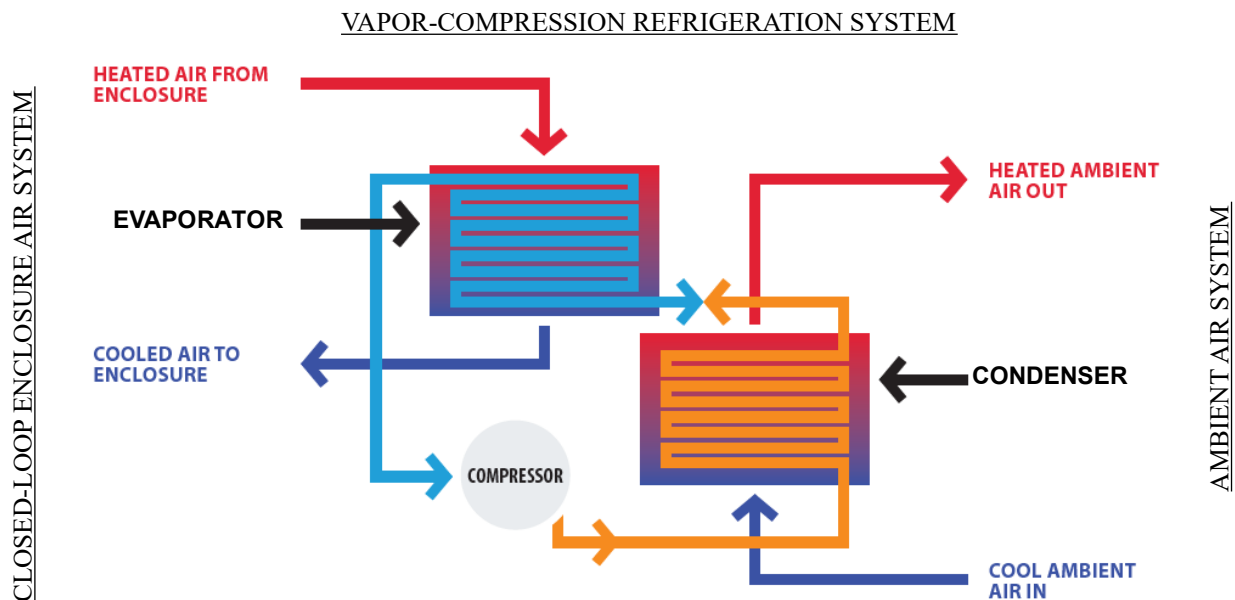 VAPOR-COMPRESSION REFRIGERATION SYSTEM
CLOSED-LOOP ENCLOSURE AIR SYSTEM
HEATED AIR FROM
ENCLOSURE
EVAPORATOR
COOLED AIR TO
ENCLOSURE
COMPRESSOR
HEATED AMBIENT
AIR OUT
CONDENSER
COOL AMBIENT
AIR IN
AMBIENT AIR SYSTEM